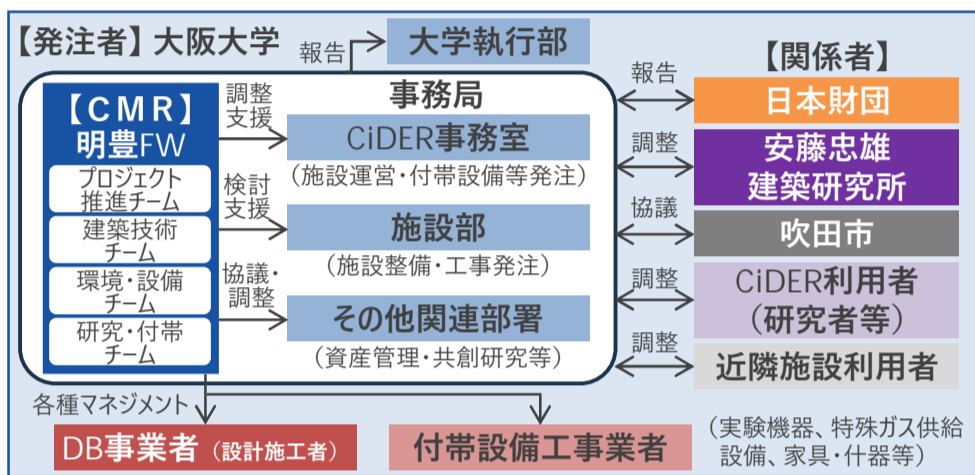 【発注者】大阪大学
報告
大学執行部
【CMR】
明豊FW
プロジェクト
推進チーム
建築技術
チーム
環境・設備
チーム
研究・付帯
チーム
調整
支援
検討
支援
協議・
調整
事務局
CiDER事務室
(施設運営・付帯設備等発注)
施設部
(施設整備・工事発注)
その他関連部署
(資産管理・共創研究等)
【関係者】
報告
日本財団
調整
安藤忠雄
建築研究所
協議
吹田市
調整
CiDER利用者
(研究者等)
調整
近隣施設利用者
各種マネジメント
DB事業者(設計施工者)
付帯設備工事業者
(実験機器、特殊ガス供給
設備、家具・什器等)